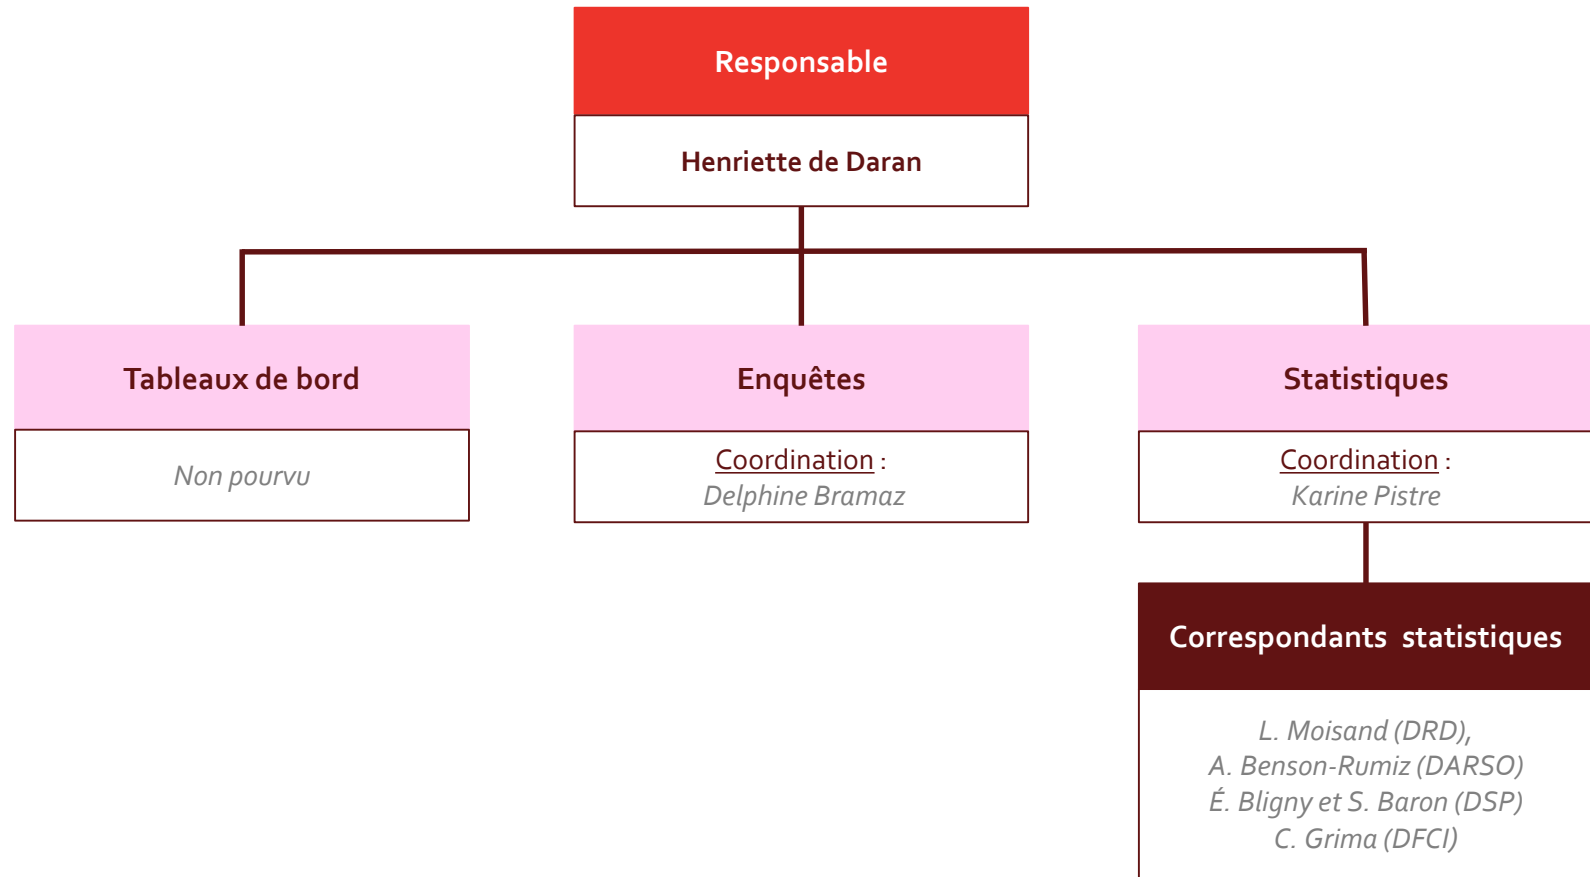 Responsable
Henriette de Daran
Tableaux de bord
Non pourvu
Enquêtes
Coordination :
Delphine Bramaz
Statistiques
Coordination :
Karine Pistre
Correspondants statistiques
L. Moisand (DRD),
A. Benson-Rumiz (DARSO)
É. Bligny et S. Baron (DSP)
C. Grima (DFCI)